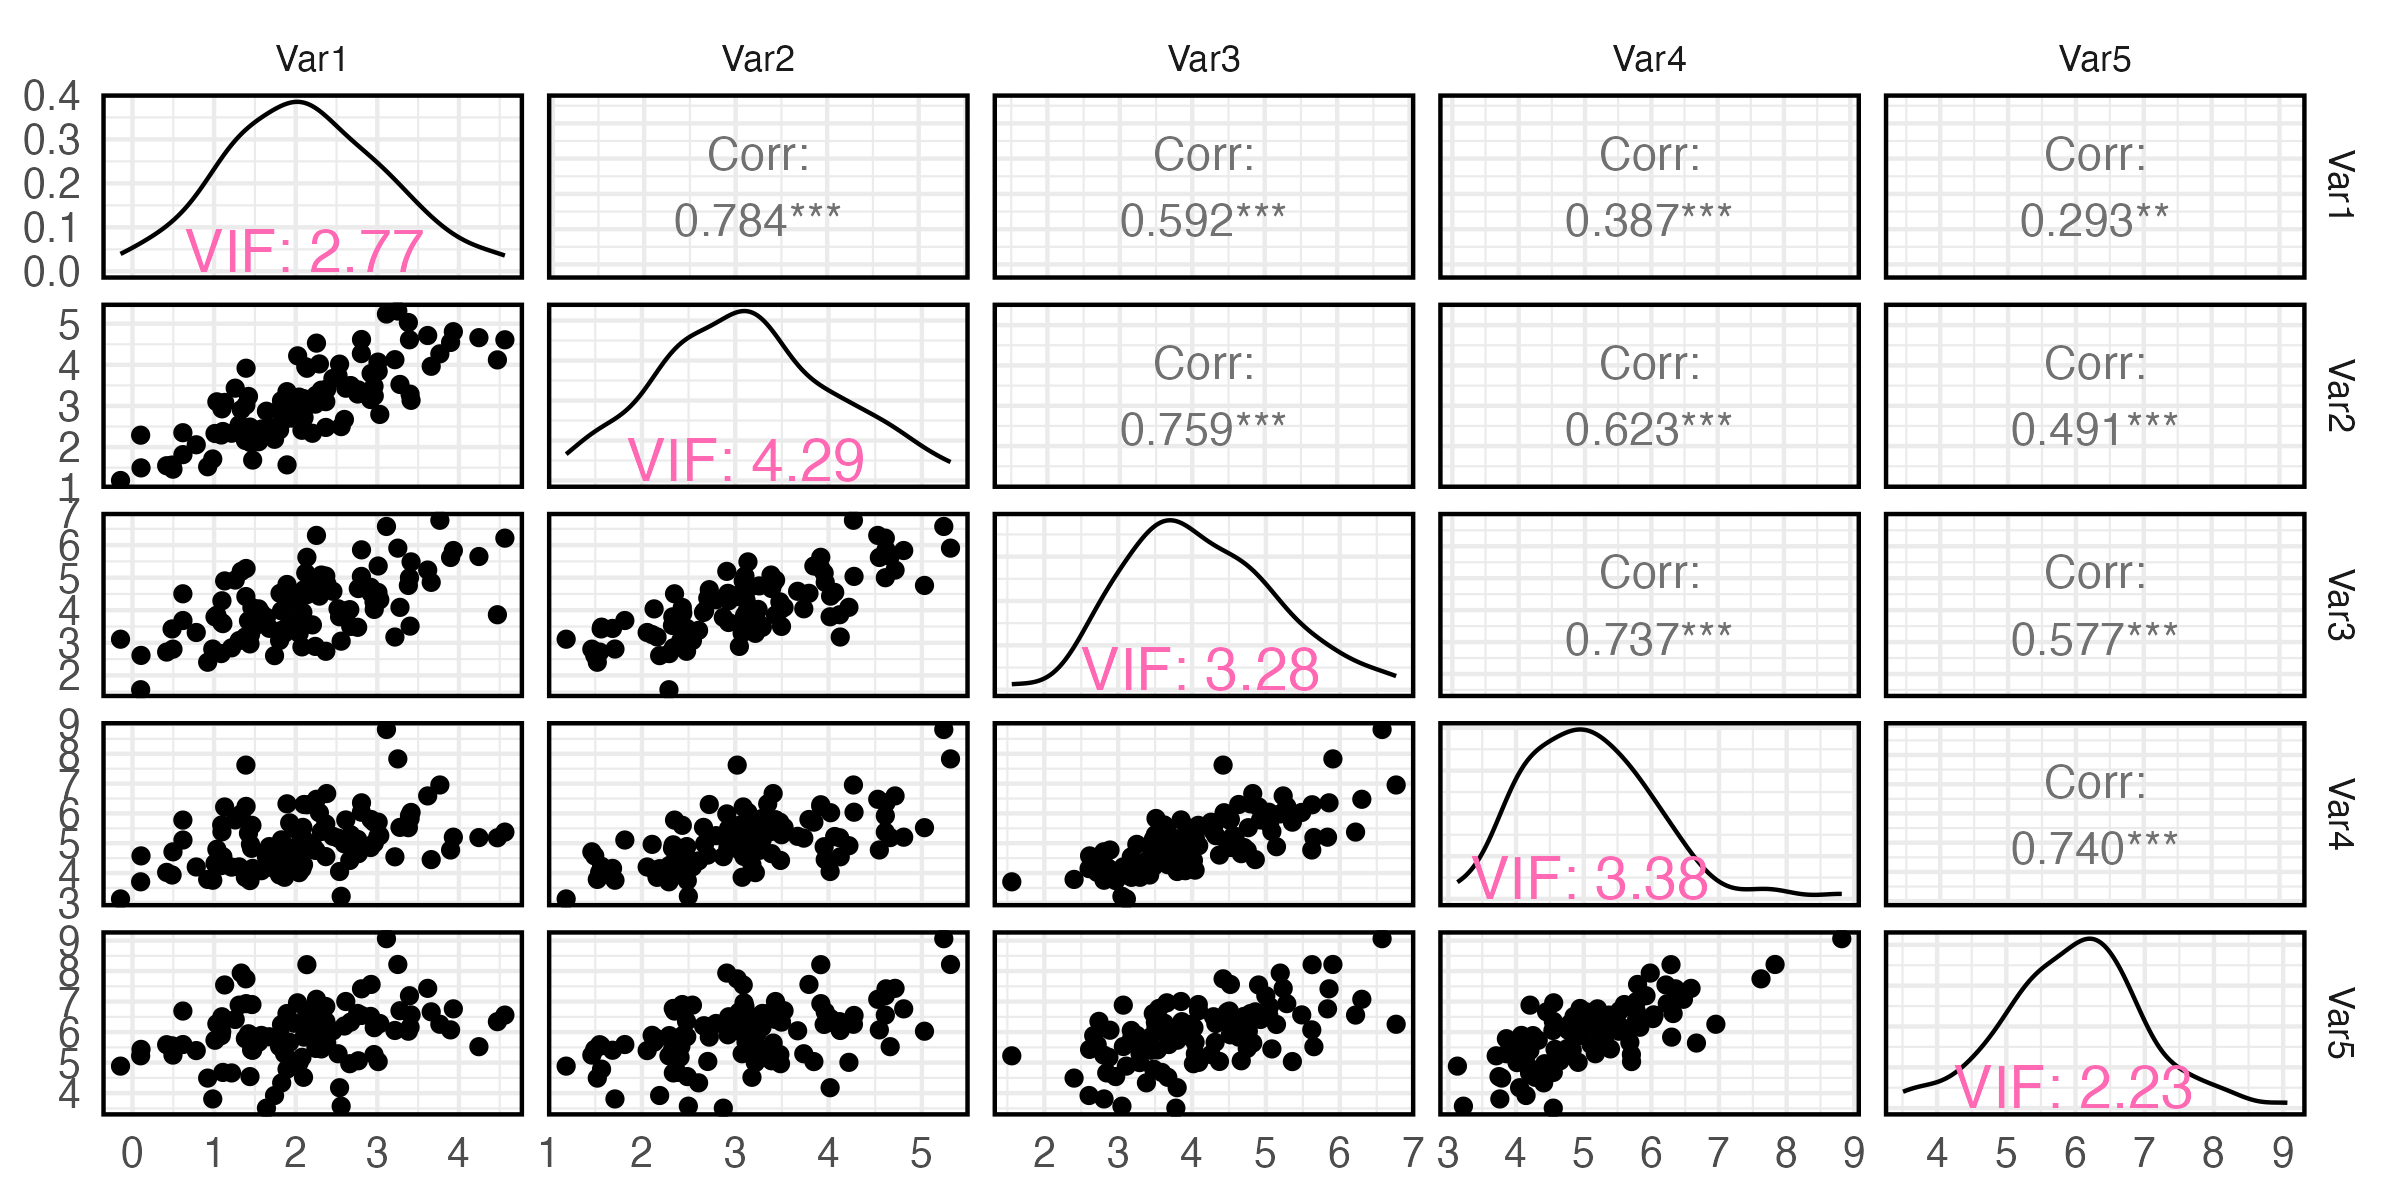 Var1 Var2 Var3 Var4 Var5
0.4
0.3
0.2
0.1
0.0
VIF: 2.77
Corr:
0.784***
Corr:
0.592***
Corr:
0.387***
Corr:
0.293**
Var1
5
4
3
2
1
VIF: 4.29
Corr:
0.759***
Corr:
0.623***
Corr:
0.491***
Var2
7
6
5
4
3
2
VIF: 3.28
Corr:
0.737***
Corr:
0.577***
Var3
9
8
7
6
5
4
3
VIF: 3.38
Corr:
0.740***
Var4
9
8
7
6
5
4
VIF: 2.23
Var5
0 1 2 3 4 1 2 3 4 5 2 3 4 5 6 7 3 4 5 6 7 8 9 4 5 6 7 8 9